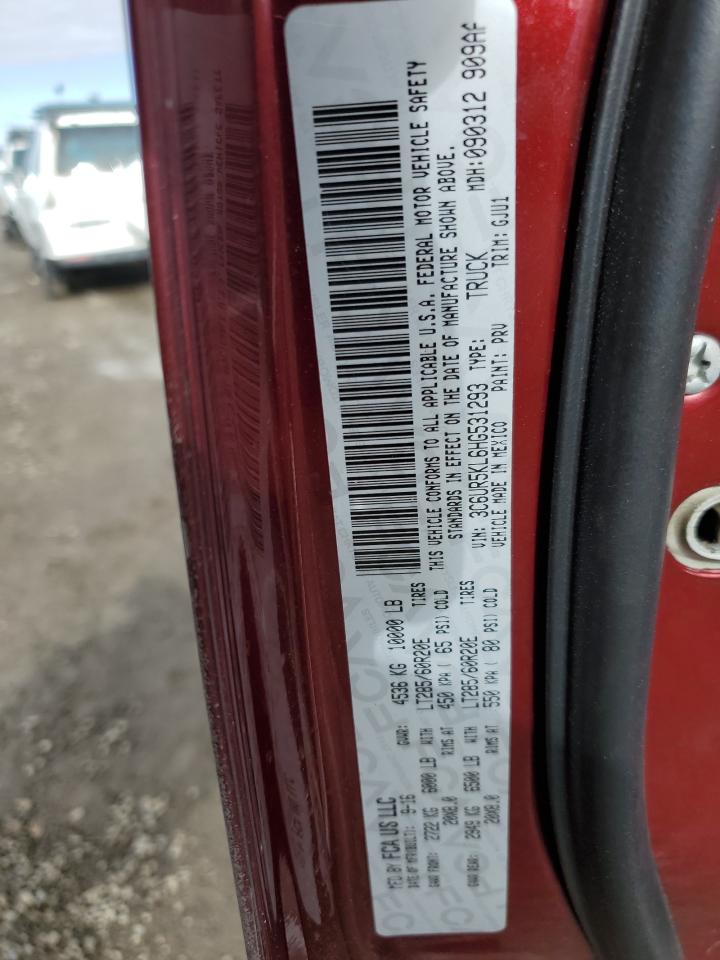 MFD BY FCA US LLC
DATE OF MFR(BUILT): 9-16 GVWR: 4536 KG 10000 LB
GAWR FRONT: 2722 KG 6000 LB WITH LT285/60R20E TIRES
20X8.0 RIMS AT 450 KPA( 65 PSI) COLD
GAWR REAR: 2949 KG 6500 LB WITH LT285/60R20E TIRES
20X8.0 RIMS AT 550 KPA( 80 PSI) COLD
THIS VEHICLE CONFORMS TO ALL APPLICABLE U.S.A. FEDERAL MOTOR VEHICLE SAFETY
STANDARDS IN EFFECT ON THE DATE OF MANUFACTURE SHOWN ABOVE.
VIN: 3C6UR5KL6HG531293 TYPE: TRUCK MDH:090312 909AF
VEHICLE MADE IN MEXICO PAINT: PRV TRIM: GJU1